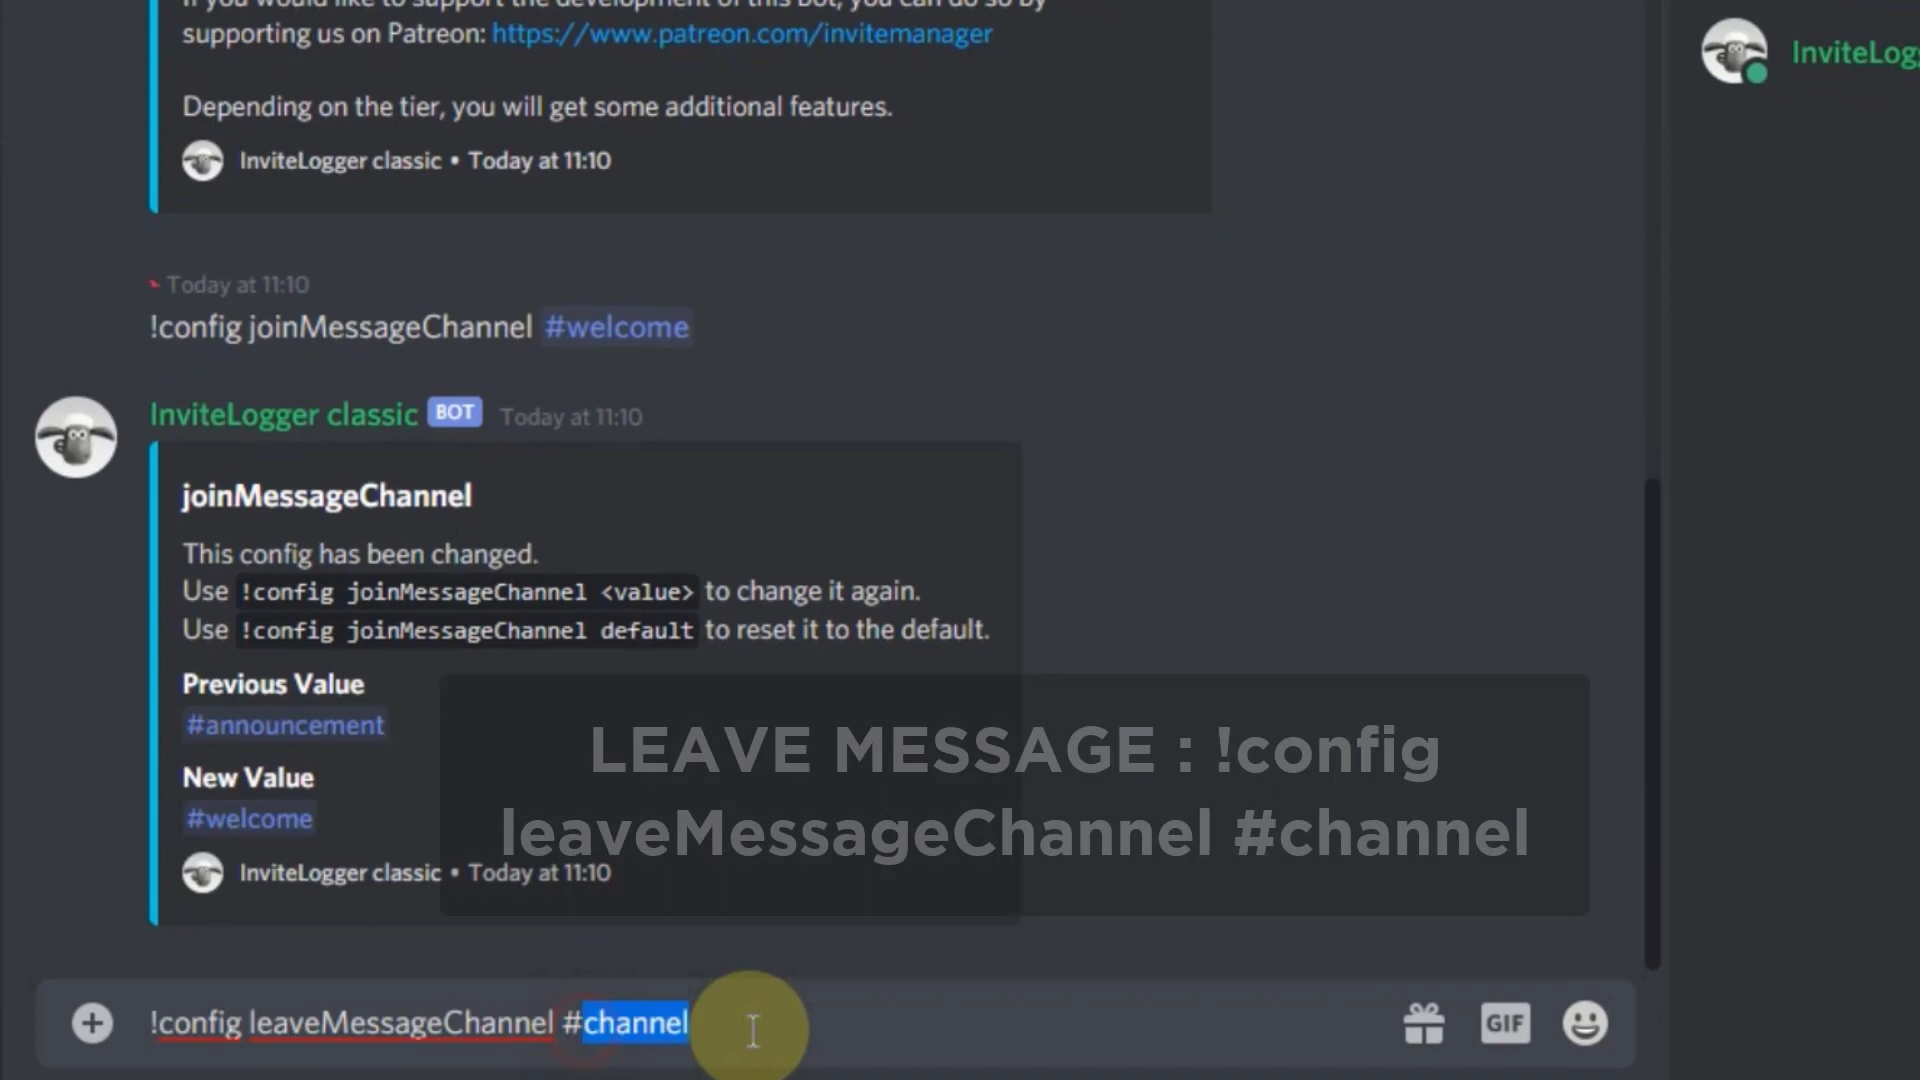 If you would like to support the development of this bot, you can do so by
supporting us on Patreon: https://www.patreon.com/invitemanager
Depending on the tier, you will get some additional features.
InviteLogger classic • Today at 11:10
Today at 11:10
!config joinMessageChannel #welcome
InviteLogger classic BOT Today at 11:10
joinMessageChannel
This config has been changed.
Use !config joinMessageChannel <value> to change it again.
Use !config joinMessageChannel default to reset it to the default.
Previous Value
#announcement
New Value
#welcome
InviteLogger classic • Today at 11:10
LEAVE MESSAGE : !config
leaveMessageChannel #channel
!config leaveMessageChannel #channel
GIF
InviteLogg